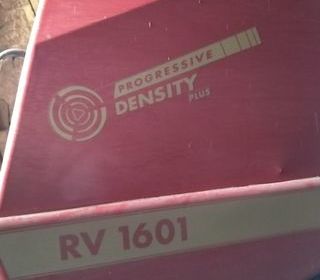 PROGRESSIVE
DENSITY
PLUS
RV 1601